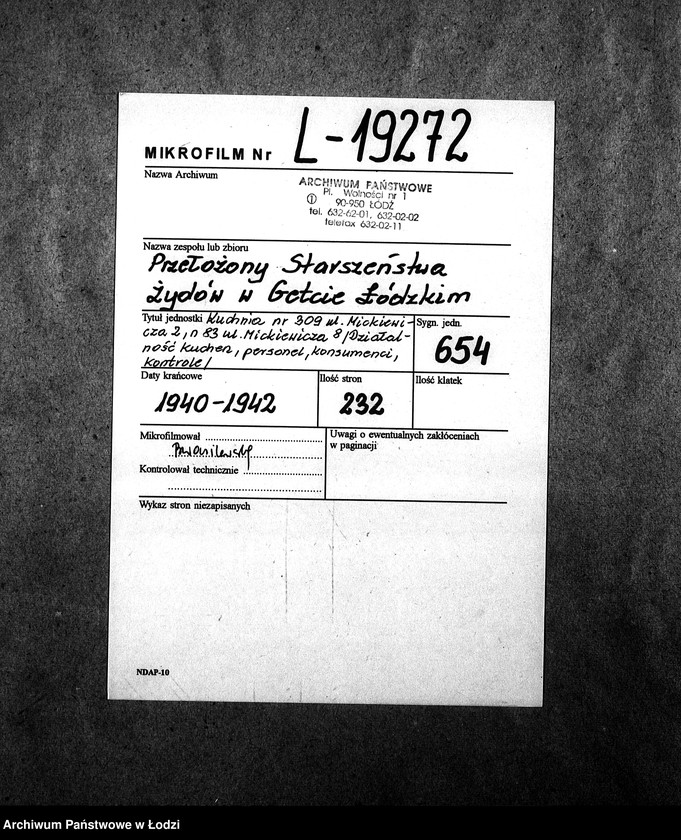 MIKROFILM Nr L-19272
Nazwa Archiwum
ARCHIWUM PAŃSTWOWE
Pl. Wolności nr 1
① 90-950 ŁÓDŹ
tel. 632-62-01, 632-02-02
telefax 632-02-11
Nazwa zespołu lub zbioru
Przełożony Starszeństwa
Żydów w Getcie Łódzkim
Tytuł jednostki Kuchnia nr 309 ul. Mickiewi-
cza 2, n 83 ul. Mickiewicza 8 /Działal-
ność kuchen, personel, konsumenci,
kontrole/
Sygn. jedn.
654
Daty krańcowe
1940-1942
Ilość stron
232
Ilość klatek
Mikrofilmował
Kontrolował technicznie
Uwagi o ewentualnych zakłóceniach
w paginacji
Wykaz stron niezapisanych
NDAP-10
Archiwum Państwowe w Łodzi